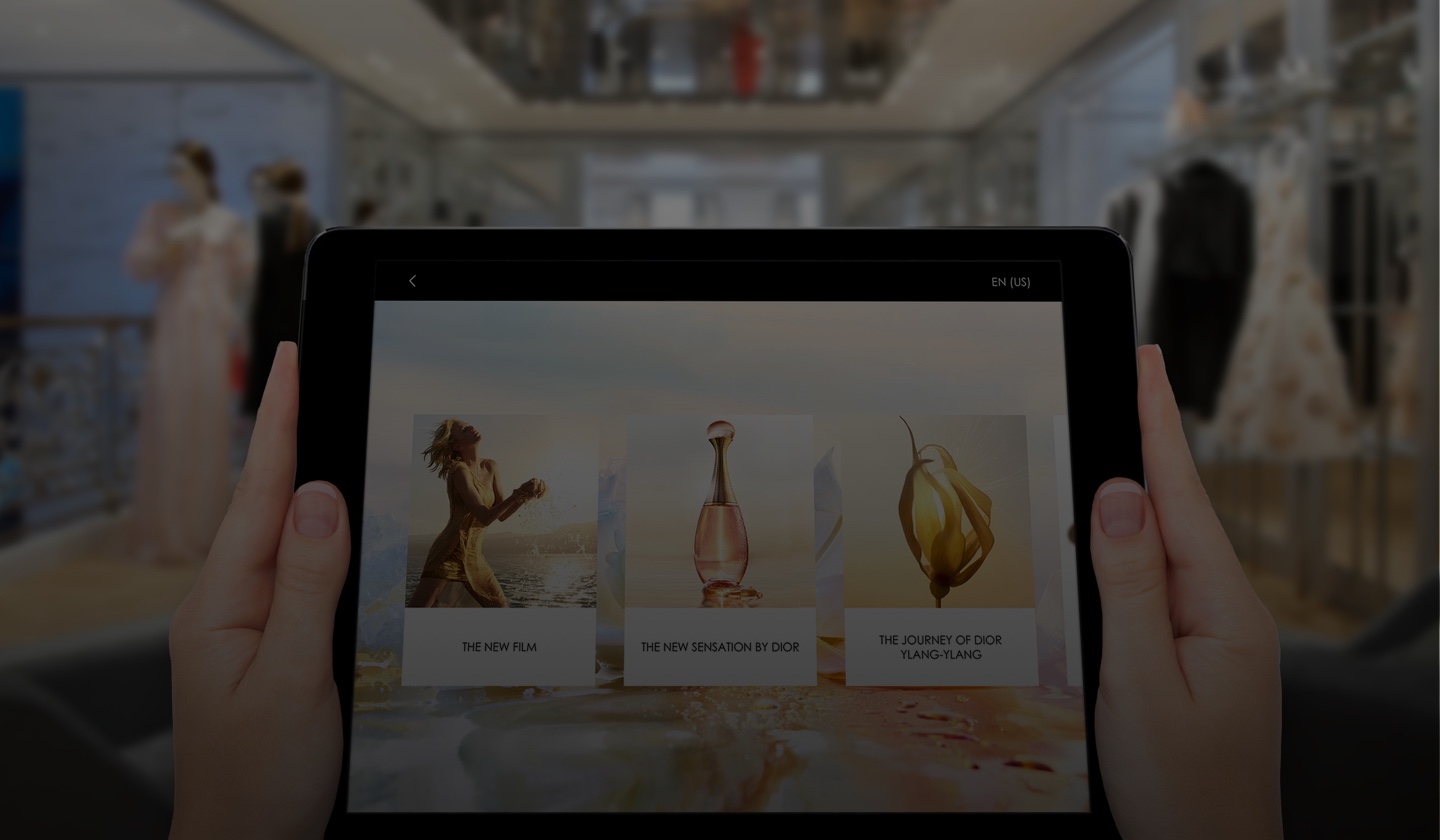 EN (US)
THE NEW FILM
THE NEW SENSATION BY DIOR
THE JOURNEY OF DIOR
YLANG-YLANG